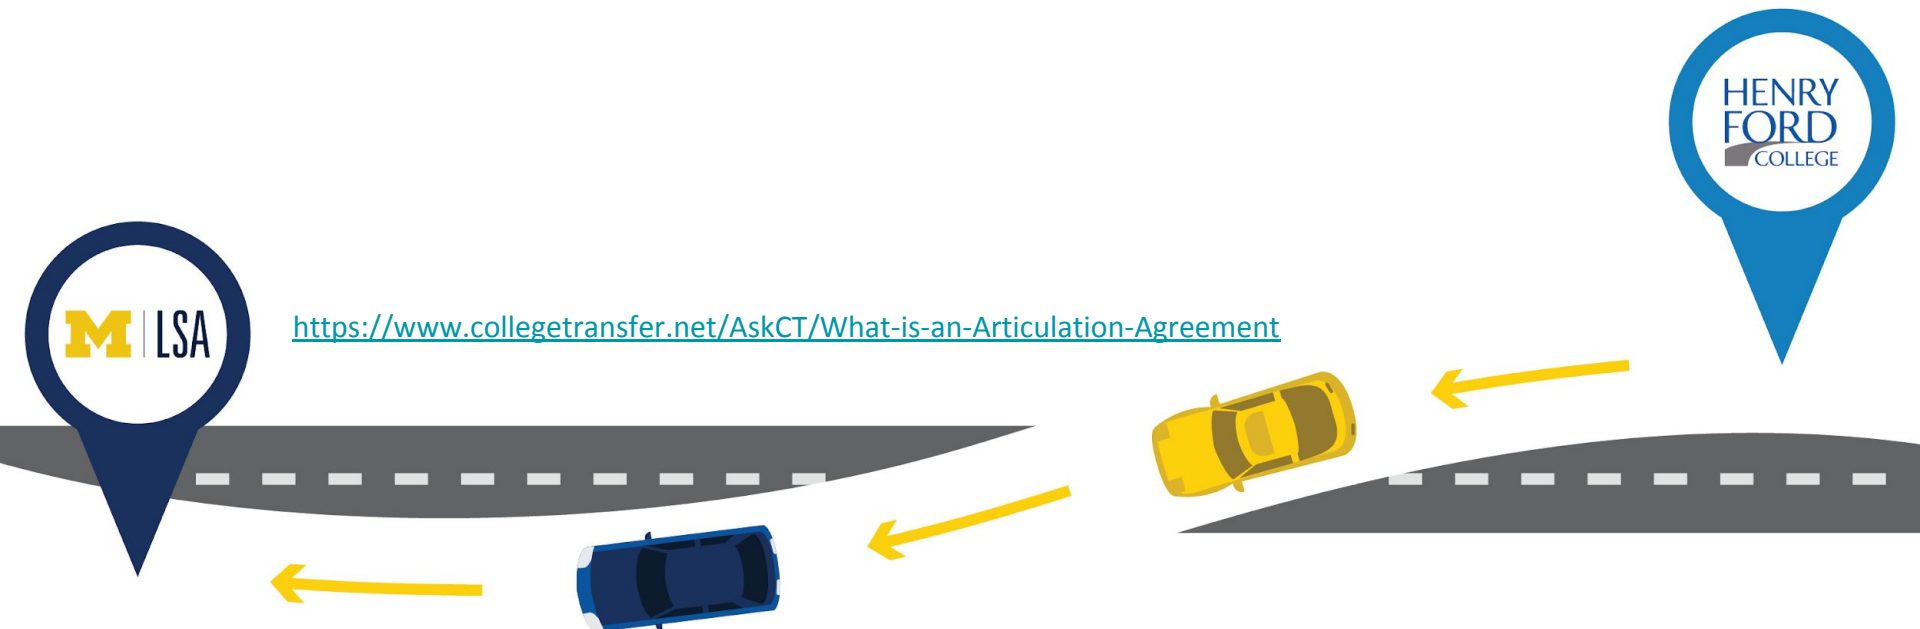 HENRY
FORD
COLLEGE
M | LSA
https://www.collegetransfer.net/AskCT/What-is-an-Articulation-Agreement